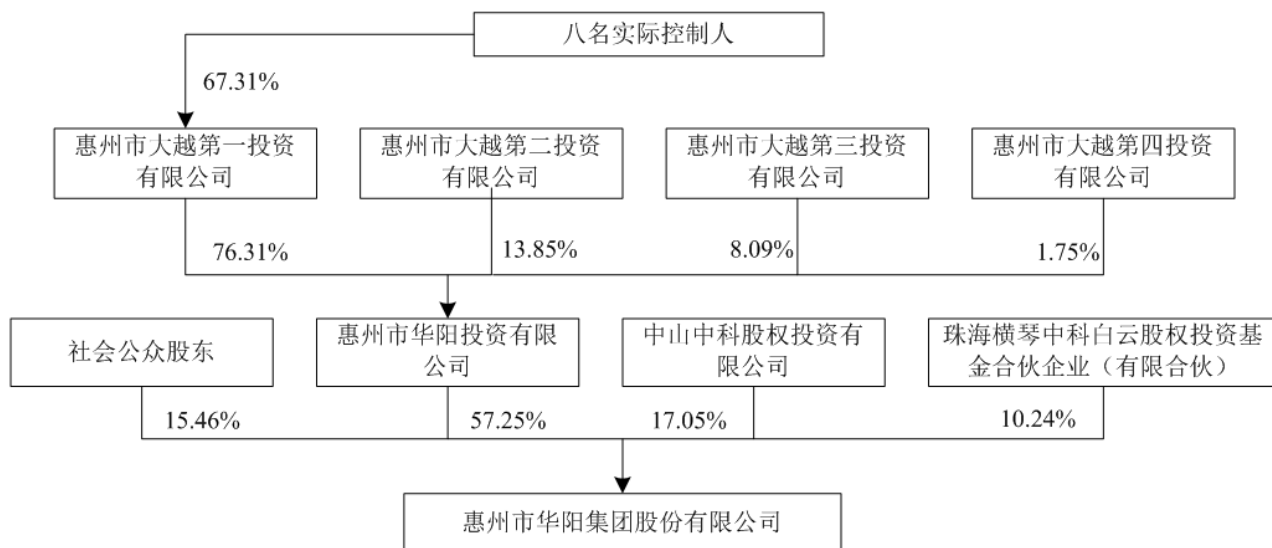 八名实际控制人
67.31%
惠州市大越第一投资
有限公司
惠州市大越第二投资
有限公司
惠州市大越第三投资
有限公司
惠州市大越第四投资
有限公司
76.31%
13.85%
8.09%
1.75%
社会公众股东
惠州市华阳投资有限
公司
中山中科股权投资有
限公司
珠海横琴中科白云股权投资基
金合伙企业（有限合伙）
15.46%
57.25%
17.05%
10.24%
惠州市华阳集团股份有限公司